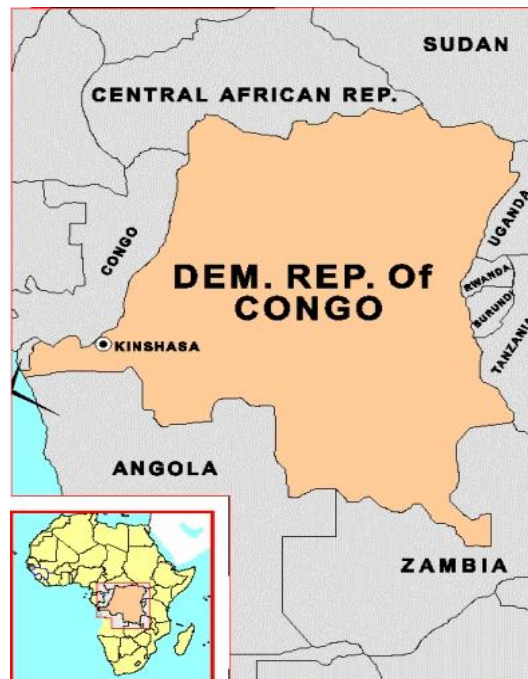 SUDAN
CENTRAL AFRICAN REP.
UGANDA
CONGO
RWANDA
DEM. REP. Of
CONGO
BURUNDI
KINSHASA
TANZANIA
ANGOLA
ZAMBIA